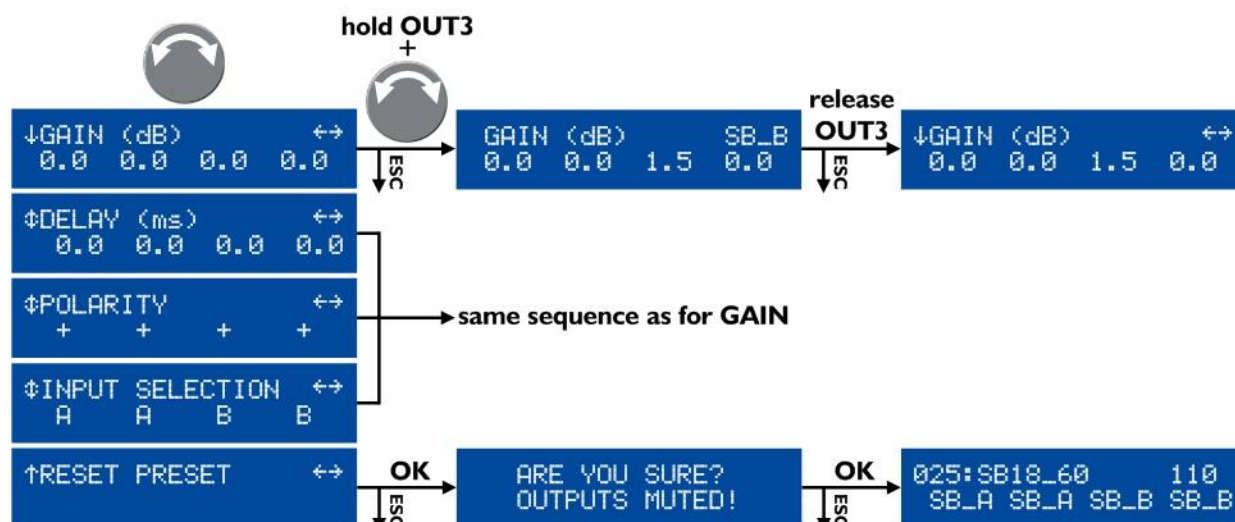 hold OUT3
+
↓GAIN (dB) ↔
0.0 0.0 0.0 0.0
ESC
GAIN (dB) SB_B
0.0 0.0 1.5 0.0
release
OUT3
ESC
↓GAIN (dB) ↔
0.0 0.0 1.5 0.0
↕DELAY (ms) ↔
0.0 0.0 0.0 0.0
↕POLARITY ↔
+ + + +
same sequence as for GAIN
↕INPUT SELECTION ↔
A A B B
↑RESET PRESET ↔
OK
ESC
ARE YOU SURE?
OUTPUTS MUTED!
OK
ESC
025:SB18_60 110
SB_A SB_A SB_B SB_B